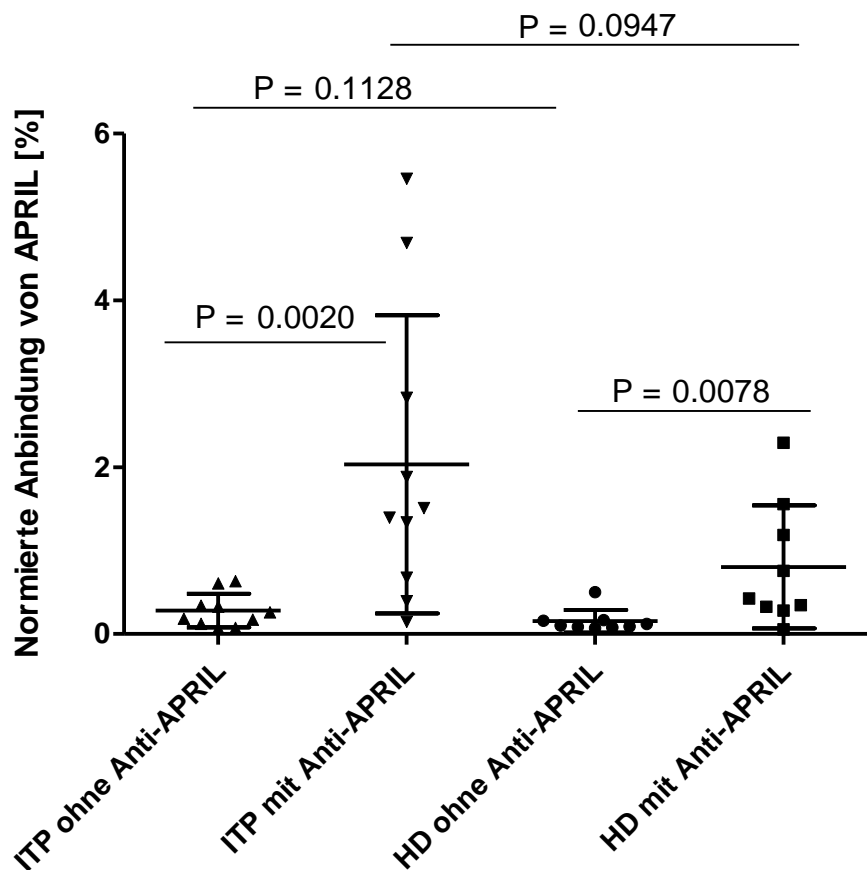 P = 0.0947
P = 0.1128
6
P = 0.0020
4
P = 0.0078
2
0
Normierte Anbindung von APRIL [%]
ITP ohne Anti-APRIL
ITP mit Anti-APRIL
HD ohne Anti-APRIL
HD mit Anti-APRIL